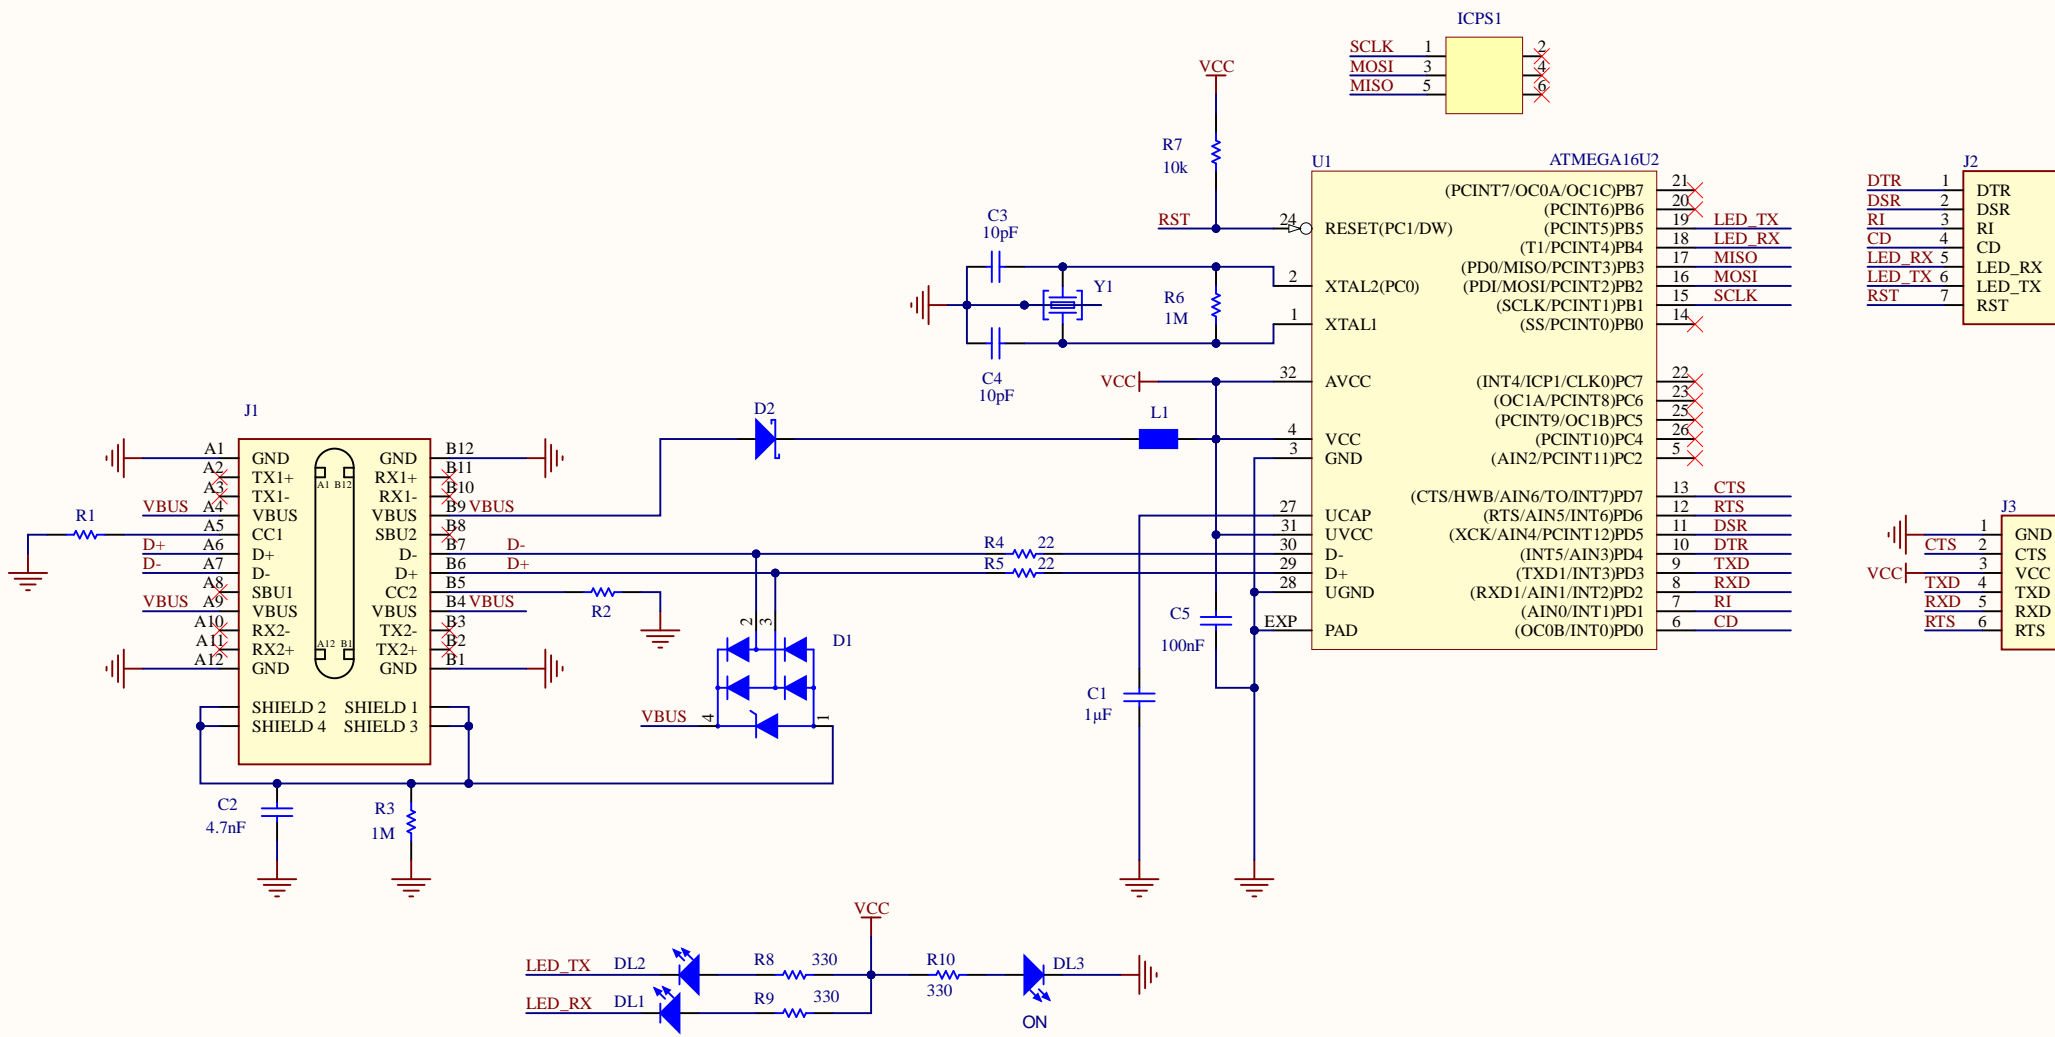 ICPS1
SCLK 1 2
MOSI 3 4
MISO 5 6
VCC
R7
10k
RST
C3
10pF
Y1
R6
1M
C4
10pF
VCC
U1 ATMEGA16U2
24 RESET(PC1/DW)
2 XTAL2(PC0)
1 XTAL1
32 AVCC
4 VCC
3 GND
27 UCAP
31 UVCC
30 D-
29 D+
28 UGND
EXP PAD
(PCINT7/OC0A/OC1C)PB7 21
(PCINT6)PB6 20
(PCINT5)PB5 19 LED_TX
(T1/PCINT4)PB4 18 LED_RX
(PD0/MISO/PCINT3)PB3 17 MISO
(PDI/MOSI/PCINT2)PB2 16 MOSI
(SCLK/PCINT1)PB1 15 SCLK
(SS/PCINT0)PB0 14
(INT4/ICP1/CLK0)PC7 22
(OC1A/PCINT8)PC6 23
(PCINT9/OC1B)PC5 25
(PCINT10)PC4 26
(AIN2/PCINT11)PC2 5
(CTS/HWB/AIN6/TO/INT7)PD7 13 CTS
(RTS/AIN5/INT6)PD6 12 RTS
(XCK/AIN4/PCINT12)PD5 11 DSR
(INT5/AIN3)PD4 10 DTR
(TXD1/INT3)PD3 9 TXD
(RXD1/AIN1/INT2)PD2 8 RXD
(AIN0/INT1)PD1 7 RI
(OC0B/INT0)PD0 6 CD
J2
DTR 1 DTR
DSR 2 DSR
RI 3 RI
CD 4 CD
LED_RX 5 LED_RX
LED_TX 6 LED_TX
RST 7 RST
J3
1 GND
CTS 2 CTS
VCC 3 VCC
TXD 4 TXD
RXD 5 RXD
RTS 6 RTS
J1
A1 GND GND B12
A2 TX1+ RX1+ B11
A3 TX1- RX1- B10
VBUS A4 VBUS VBUS B9 VBUS
R1 A5 CC1 SBU2 B8
D+ A6 D+ D- B7 D-
D- A7 D- D+ B6 D+
A8 SBU1 CC2 B5
VBUS A9 VBUS VBUS B4 VBUS
A10 RX2- TX2- B3
A11 RX2+ TX2+ B2
A12 GND GND B1
A1 B12
A12 B1
SHIELD 2 SHIELD 1
SHIELD 4 SHIELD 3
D2
L1
R4 22
R5 22
R2
2 3
D1
VBUS 4 1
C5
100nF
C1
1µF
C2
4.7nF
R3
1M
VCC
LED_TX DL2 R8 330
R10
330
DL3
LED_RX DL1 R9 330
ON